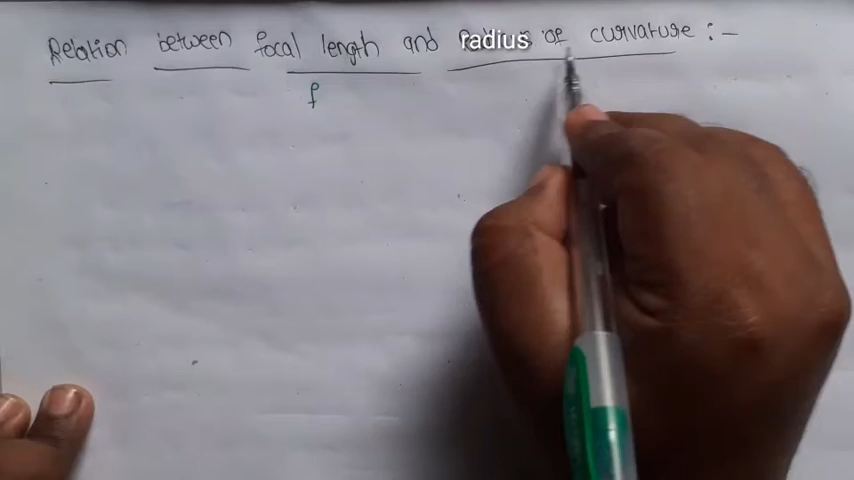 Relation between focal length and radius of curvature :-
f